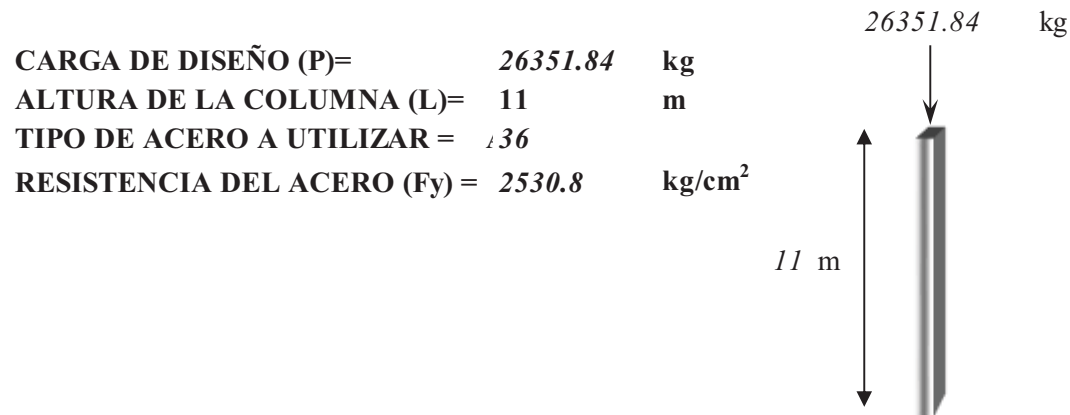 26351.84 kg
CARGA DE DISEÑO (P)= 26351.84 kg
ALTURA DE LA COLUMNA (L)= 11 m
TIPO DE ACERO A UTILIZAR = 36
RESISTENCIA DEL ACERO (Fy) = 2530.8 kg/cm²
11 m